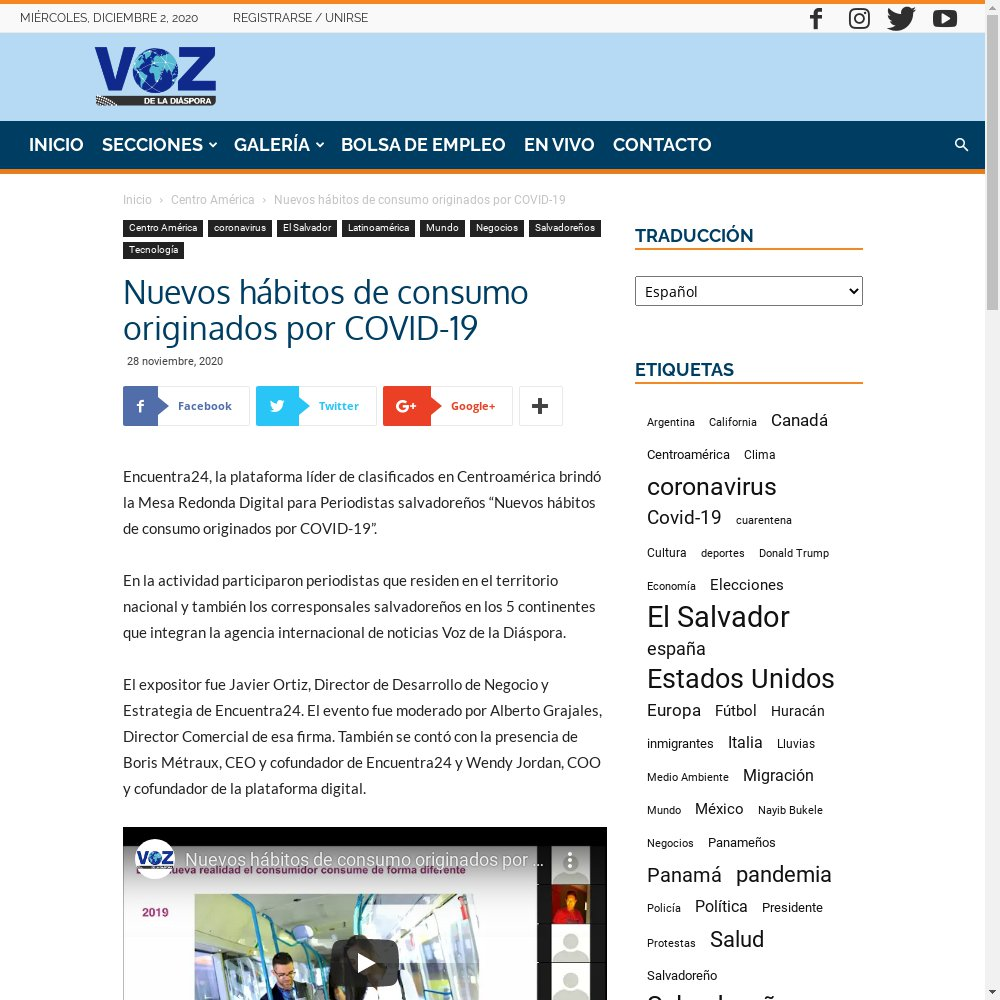 MIÉRCOLES, DICIEMBRE 2, 2020 REGISTRARSE / UNIRSE
VOZ
DE LA DIÁSPORA
INICIO SECCIONES GALERÍA BOLSA DE EMPLEO EN VIVO CONTACTO
Inicio › Centro América › Nuevos hábitos de consumo originados por COVID-19
Centro América coronavirus El Salvador Latinoamérica Mundo Negocios Salvadoreños
Tecnología
Nuevos hábitos de consumo
originados por COVID-19
28 noviembre, 2020
Facebook Twitter Google+
Encuentra24, la plataforma líder de clasificados en Centroamérica brindó
la Mesa Redonda Digital para Periodistas salvadoreños “Nuevos hábitos
de consumo originados por COVID-19”.
En la actividad participaron periodistas que residen en el territorio
nacional y también los corresponsales salvadoreños en los 5 continentes
que integran la agencia internacional de noticias Voz de la Diáspora.
El expositor fue Javier Ortiz, Director de Desarrollo de Negocio y
Estrategia de Encuentra24. El evento fue moderado por Alberto Grajales,
Director Comercial de esa firma. También se contó con la presencia de
Boris Métraux, CEO y cofundador de Encuentra24 y Wendy Jordan, COO
y cofundador de la plataforma digital.
VOZ
Nuevos hábitos de consumo originados por ...
nueva realidad el consumidor consume de forma diferente
2019
TRADUCCIÓN
Español
ETIQUETAS
Argentina California Canadá
Centroamérica Clima
coronavirus
Covid-19 cuarentena
Cultura deportes Donald Trump
Economía Elecciones
El Salvador
españa
Estados Unidos
Europa Fútbol Huracán
inmigrantes Italia Lluvias
Medio Ambiente Migración
Mundo México Nayib Bukele
Negocios Panameños
Panamá pandemia
Policía Política Presidente
Protestas Salud
Salvadoreño